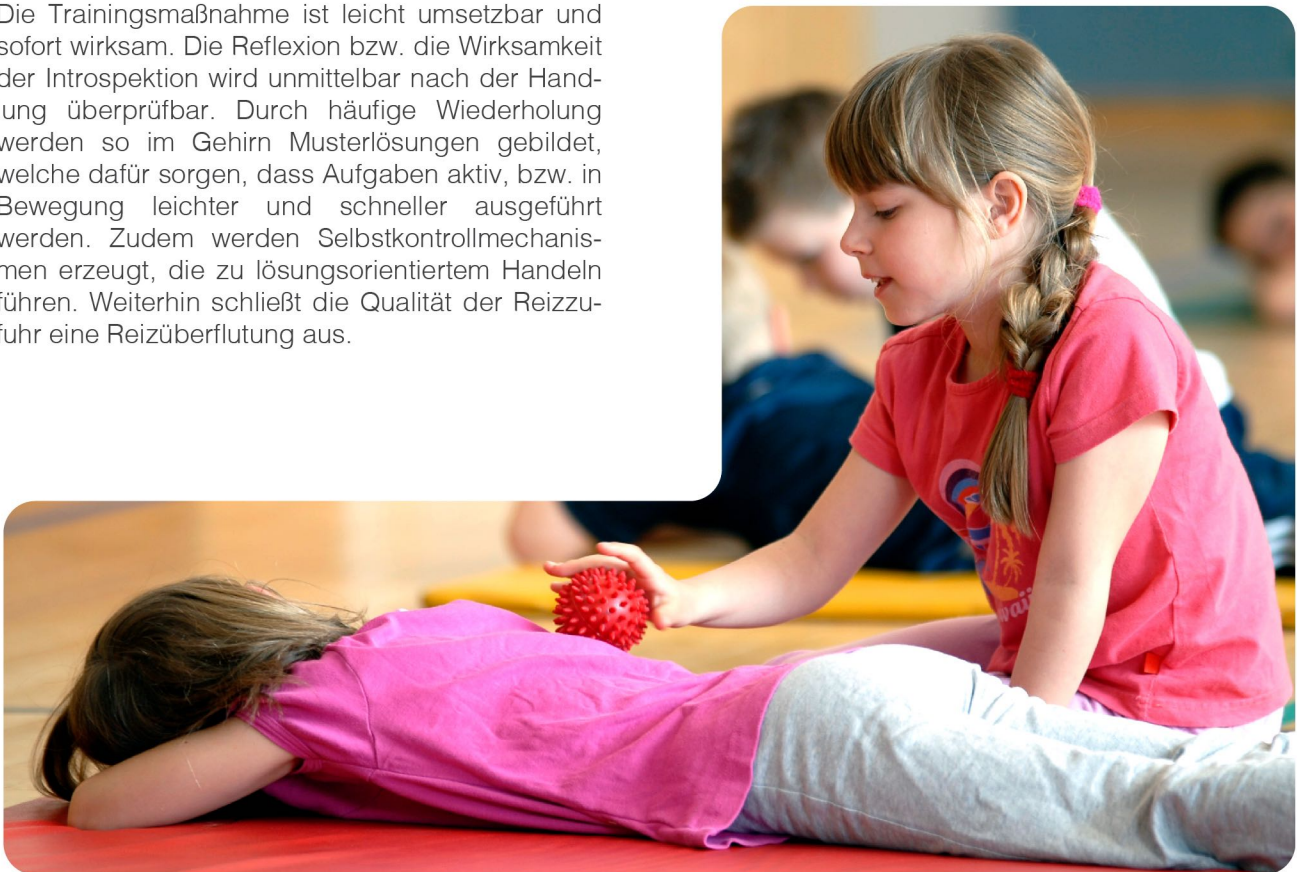 Die Trainingsmaßnahme ist leicht umsetzbar und
sofort wirksam. Die Reflexion bzw. die Wirksamkeit
der Introspektion wird unmittelbar nach der Hand-
lung überprüfbar. Durch häufige Wiederholung
werden so im Gehirn Musterlösungen gebildet,
welche dafür sorgen, dass Aufgaben aktiv, bzw. in
Bewegung leichter und schneller ausgeführt
werden. Zudem werden Selbstkontrollmechanis-
men erzeugt, die zu lösungsorientiertem Handeln
führen. Weiterhin schließt die Qualität der Reizzu-
fuhr eine Reizüberflutung aus.